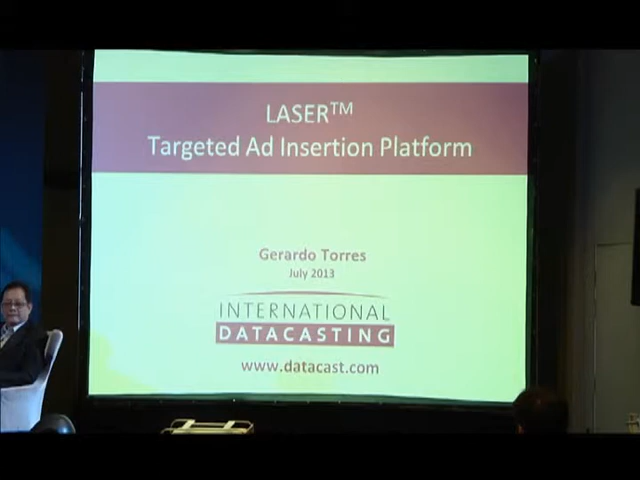 LASER™
Targeted Ad Insertion Platform
Gerardo Torres
July 2013
INTERNATIONAL
DATACASTING
www.datacast.com